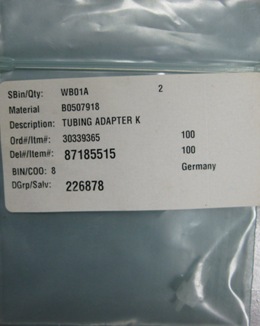 SBin/Qty: WB01A 2
Material B0507918
Description: TUBING ADAPTER K
Ord#/Itm#: 30339365 100
Del#/Item#: 87185515 100
BIN/COO: 8 Germany
DGrp/Salv: 226878